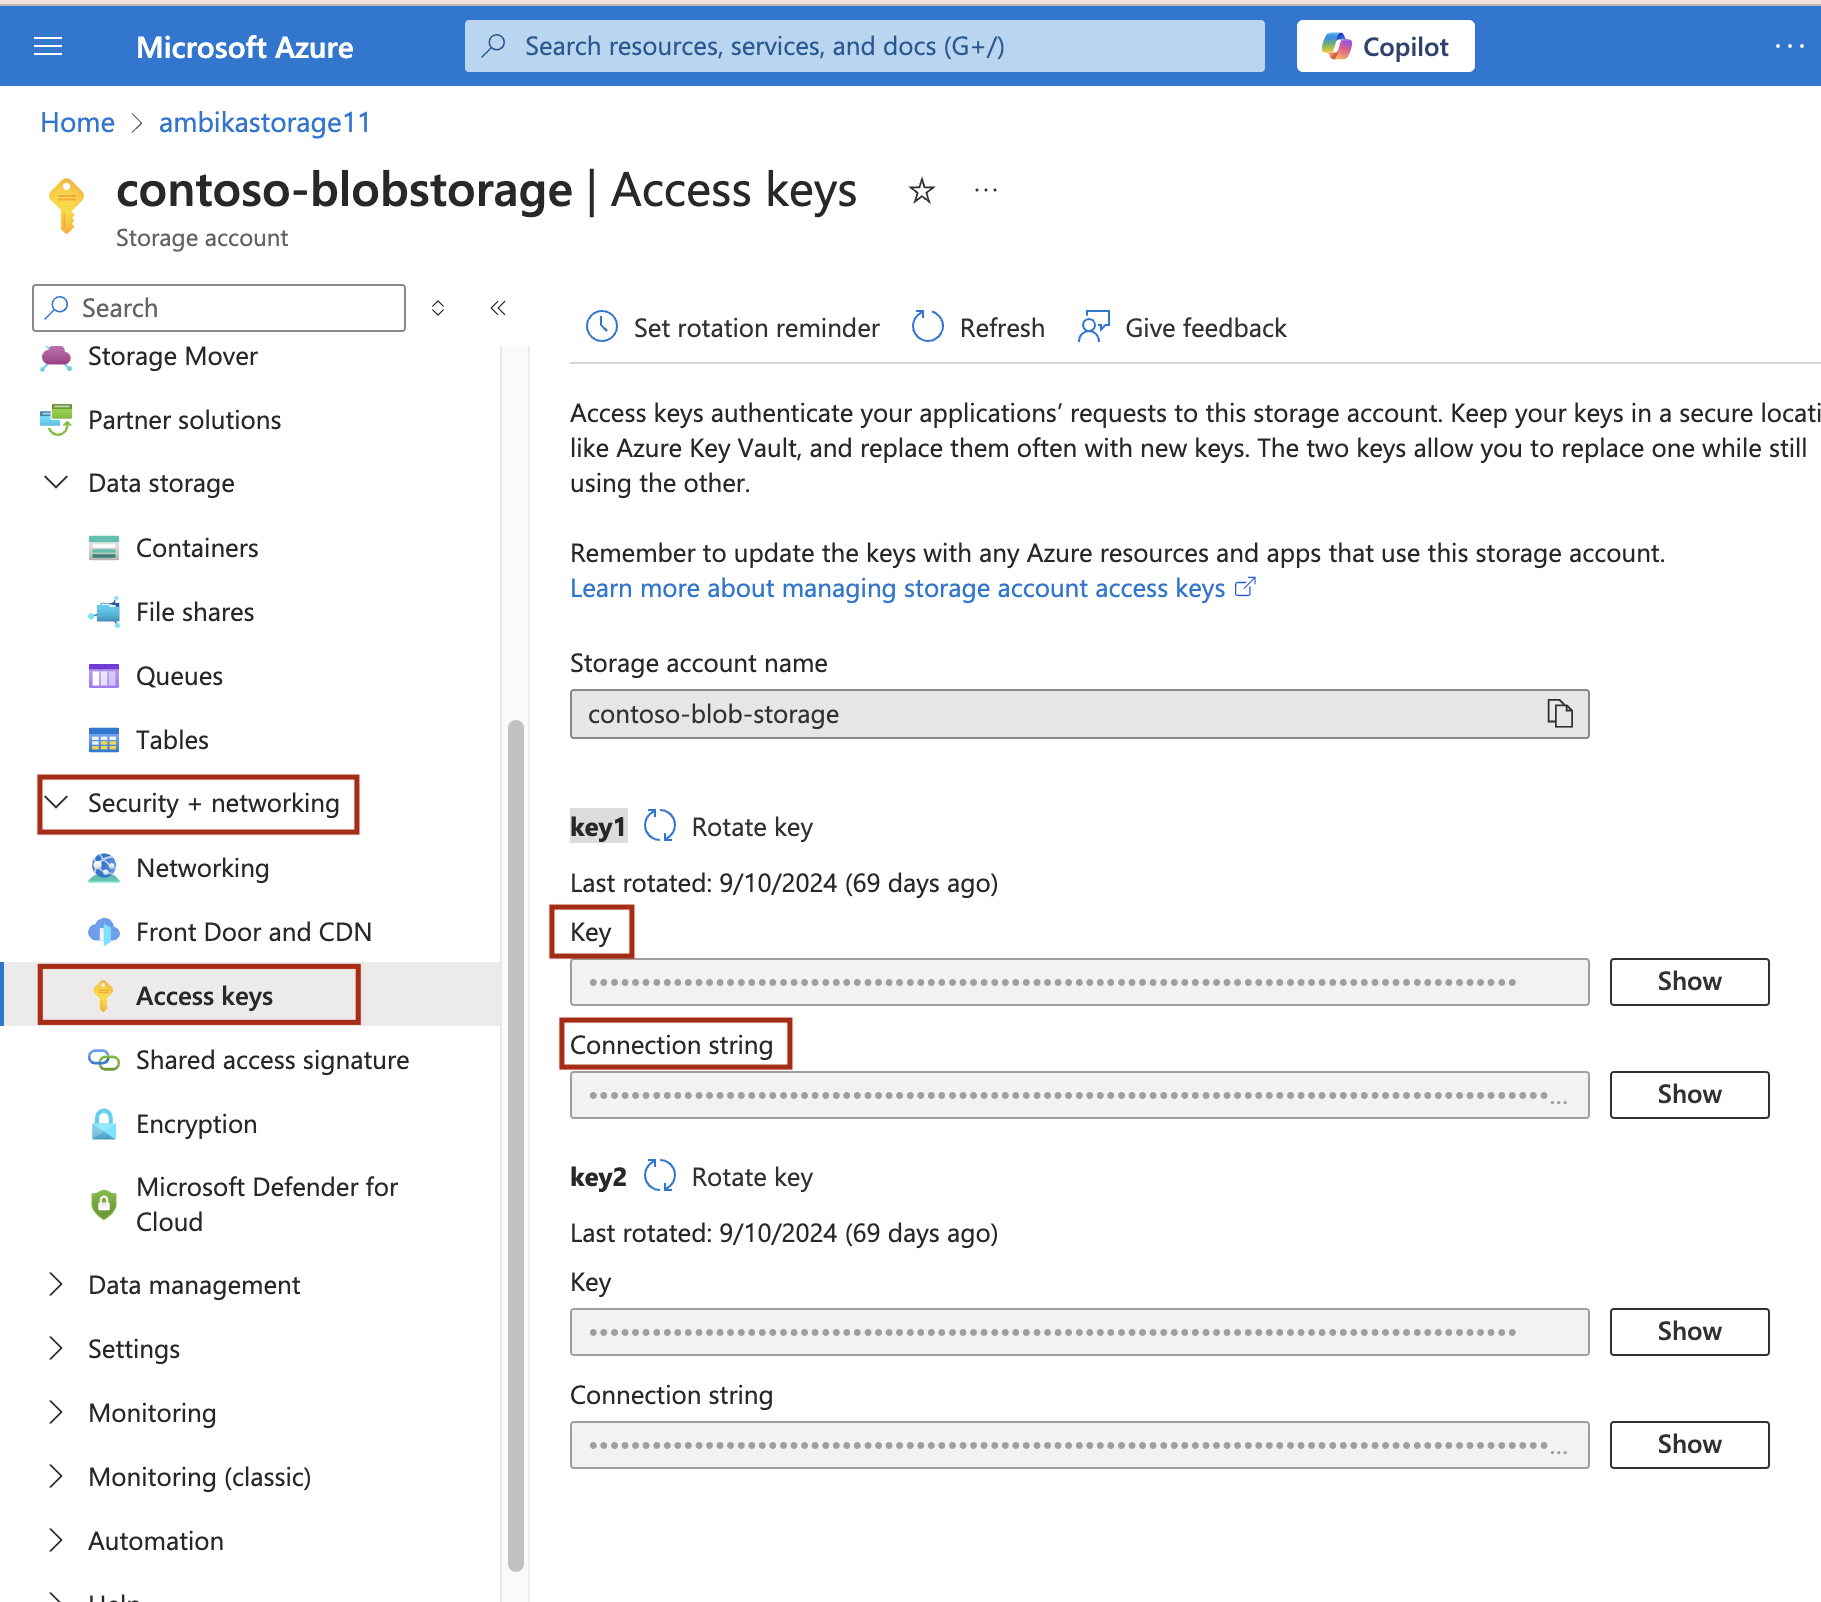 Microsoft Azure
Search resources, services, and docs (G+/)
Copilot
Home > ambikastorage11
contoso-blobstorage | Access keys
Storage account
Search
Storage Mover
Partner solutions
Data storage
Containers
File shares
Queues
Tables
Security + networking
Networking
Front Door and CDN
Access keys
Shared access signature
Encryption
Microsoft Defender for
Cloud
Data management
Settings
Monitoring
Monitoring (classic)
Automation
Help
Set rotation reminder
Refresh
Give feedback
Access keys authenticate your applications’ requests to this storage account. Keep your keys in a secure locati
like Azure Key Vault, and replace them often with new keys. The two keys allow you to replace one while still
using the other.
Remember to update the keys with any Azure resources and apps that use this storage account.
Learn more about managing storage account access keys
Storage account name
contoso-blob-storage
key1 Rotate key
Last rotated: 9/10/2024 (69 days ago)
Key
Show
Connection string
Show
key2 Rotate key
Last rotated: 9/10/2024 (69 days ago)
Key
Show
Connection string
Show